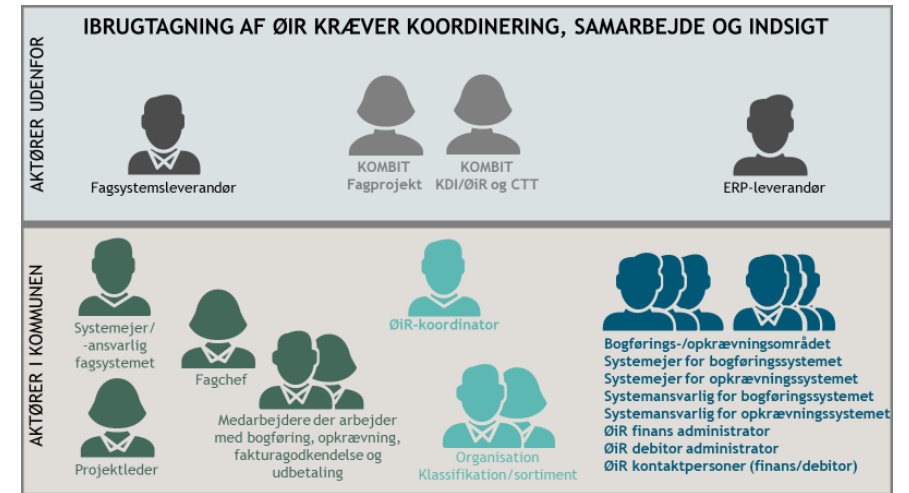 IBRUGTAGNING AF ØIR KRÆVER KOORDINERING, SAMARBEJDE OG INDSIGT
AKTØRER UDENFOR
Fagsystemsleverandør
KOMBIT
Fagprojekt
KOMBIT
KDI/ØiR og CTT
ERP-leverandør
AKTØRER I KOMMUNEN
Systemejer/
-ansvarlig
fagsystemet
Projektleder
Fagchef
Medarbejdere der arbejder
med bogføring, opkrævning,
fakturagodkendelse og
udbetaling
ØiR-koordinator
Organisation
Klassifikation/sortiment
Bogførings-/opkrævningsområdet
Systemejer for bogføringssystemet
Systemejer for opkrævningssystemet
Systemansvarlig for bogføringssystemet
Systemansvarlig for opkrævningssystemet
ØiR finans administrator
ØiR debitor administrator
ØiR kontaktpersoner (finans/debitor)